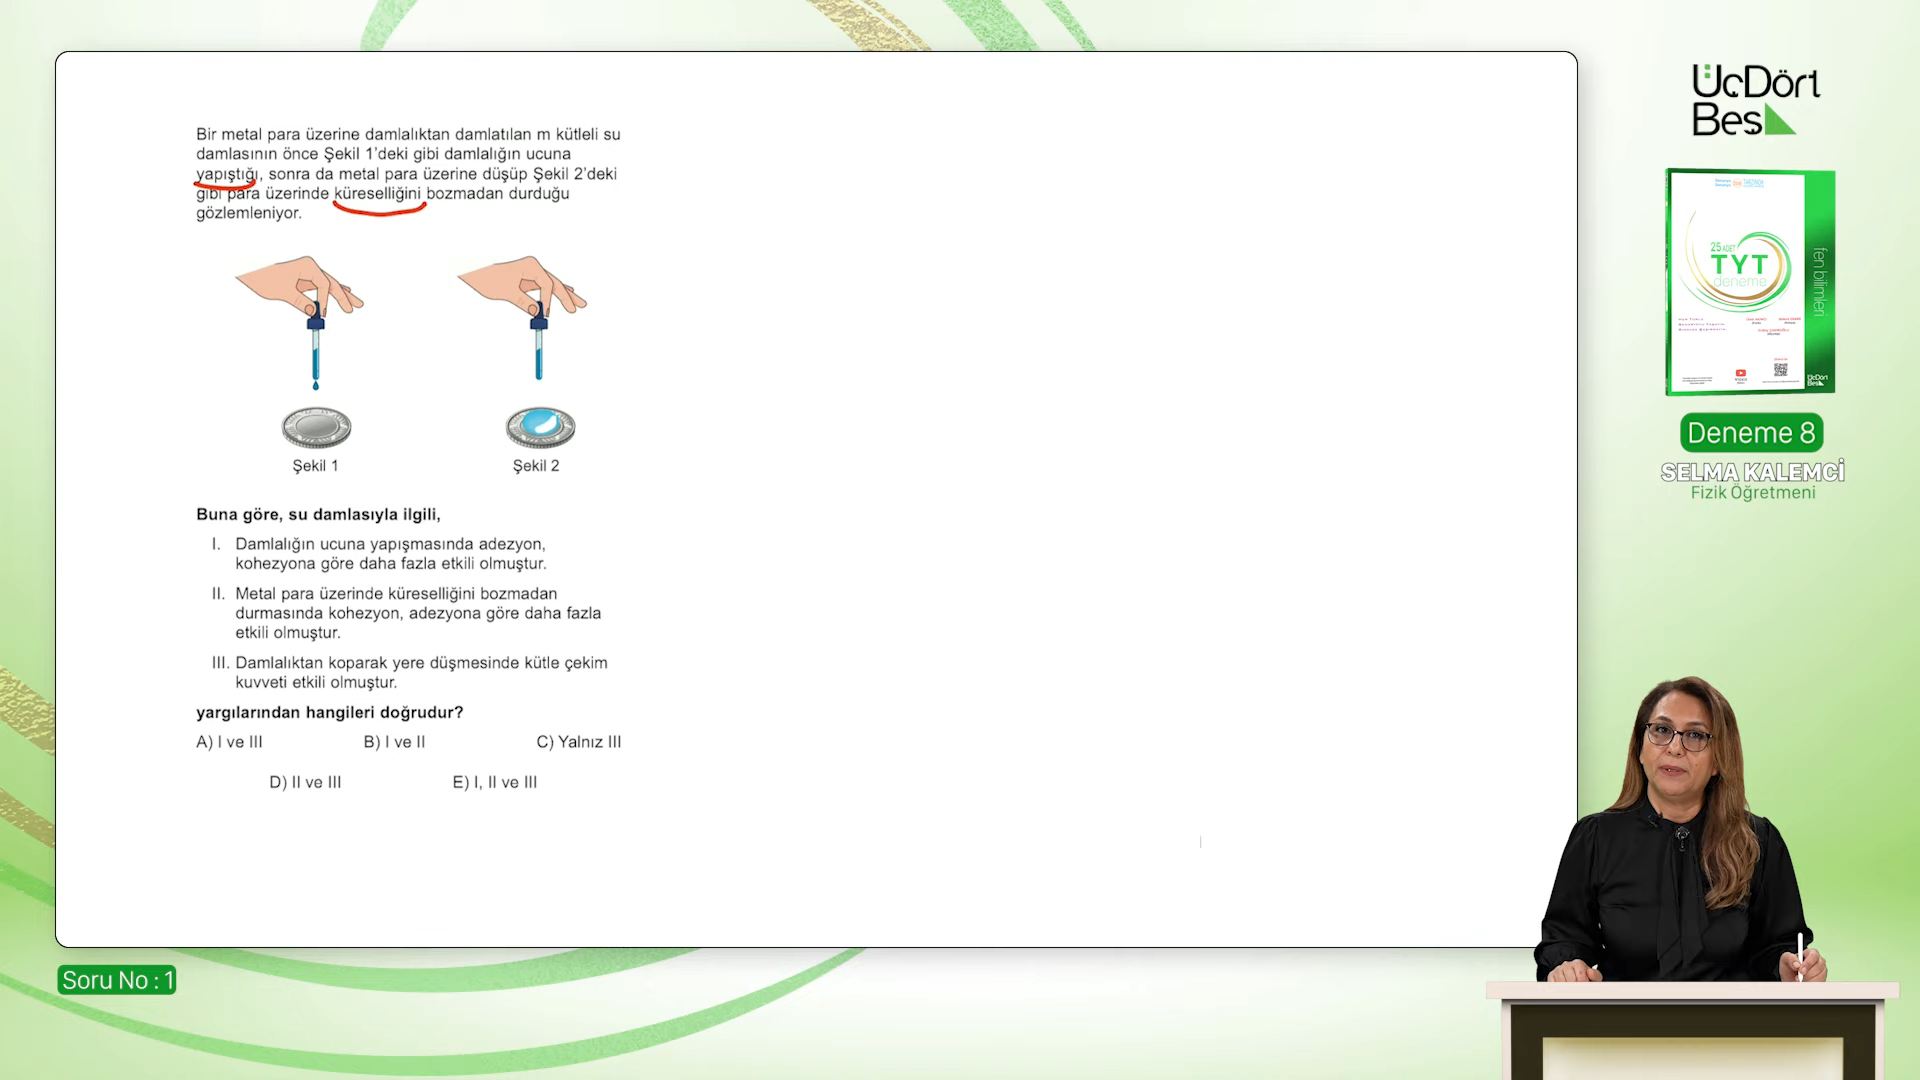 Bir metal para üzerine damlalıktan damlatılan m kütleli su
damlasının önce Şekil 1'deki gibi damlalığın ucuna
yapıştığı, sonra da metal para üzerine düşüp Şekil 2'deki
gibi para üzerinde küreselliğini bozmadan durduğu
gözlemleniyor.
Şekil 1
Şekil 2
Buna göre, su damlasıyla ilgili,
I. Damlalığın ucuna yapışmasında adezyon,
kohezyona göre daha fazla etkili olmuştur.
II. Metal para üzerinde küreselliğini bozmadan
durmasında kohezyon, adezyona göre daha fazla
etkili olmuştur.
III. Damlalıktan koparak yere düşmesinde kütle çekim
kuvveti etkili olmuştur.
yargılarından hangileri doğrudur?
A) I ve III
B) I ve II
C) Yalnız III
D) II ve III
E) I, II ve III
Soru No : 1
ÜçDört
Beş
25 ADET
TYT
deneme
fen bilimleri
ÜçDört
Beş
Deneme 8
SELMA KALEMCİ
Fizik Öğretmeni